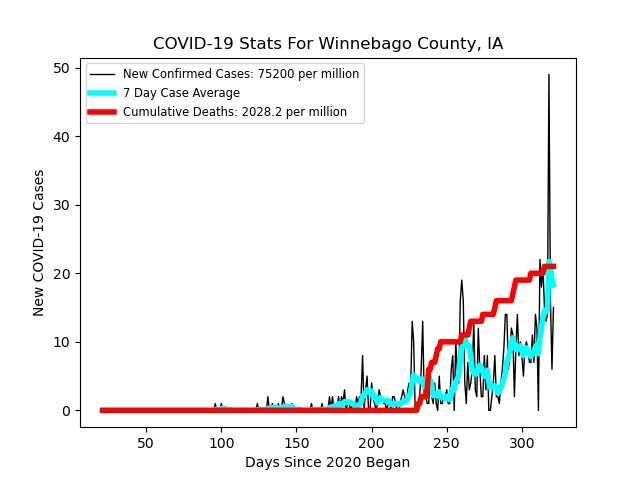 COVID-19 Stats For Winnebago County, IA
New Confirmed Cases: 75200 per million
7 Day Case Average
Cumulative Deaths: 2028.2 per million
New COVID-19 Cases
50
40
30
20
10
0
50 100 150 200 250 300
Days Since 2020 Began